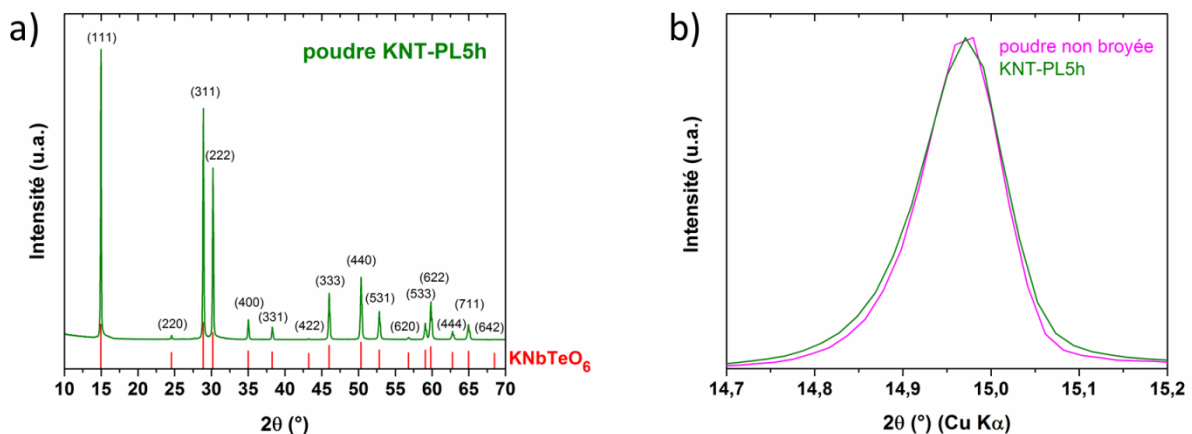 a)
poudre KNT-PL5h
(111)
(311)
(222)
(220)
(400)
(331)
(422)
(333)
(440)
(531)
(620)
(533)
(622)
(444)
(711)
(642)
KNbTeO₆
Intensité (u.a.)
10 15 20 25 30 35 40 45 50 55 60 65 70
2θ (°)
b)
poudre non broyée
KNT-PL5h
Intensité (u.a.)
14,7 14,8 14,9 15,0 15,1 15,2
2θ (°) (Cu Kα)